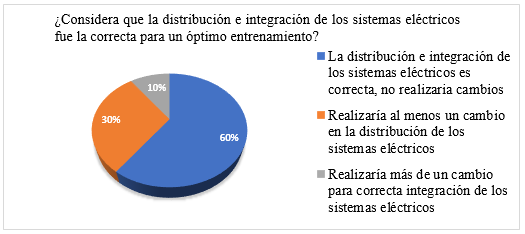 ¿Considera que la distribución e integración de los sistemas eléctricos
fue la correcta para un óptimo entrenamiento?
10%
30%
60%
La distribución e integración de
los sistemas eléctricos es
correcta, no realizaria cambios
Realizaría al menos un cambio
en la distribución de los
sistemas eléctricos
Realizaría más de un cambio
para correcta integración de los
sistemas eléctricos